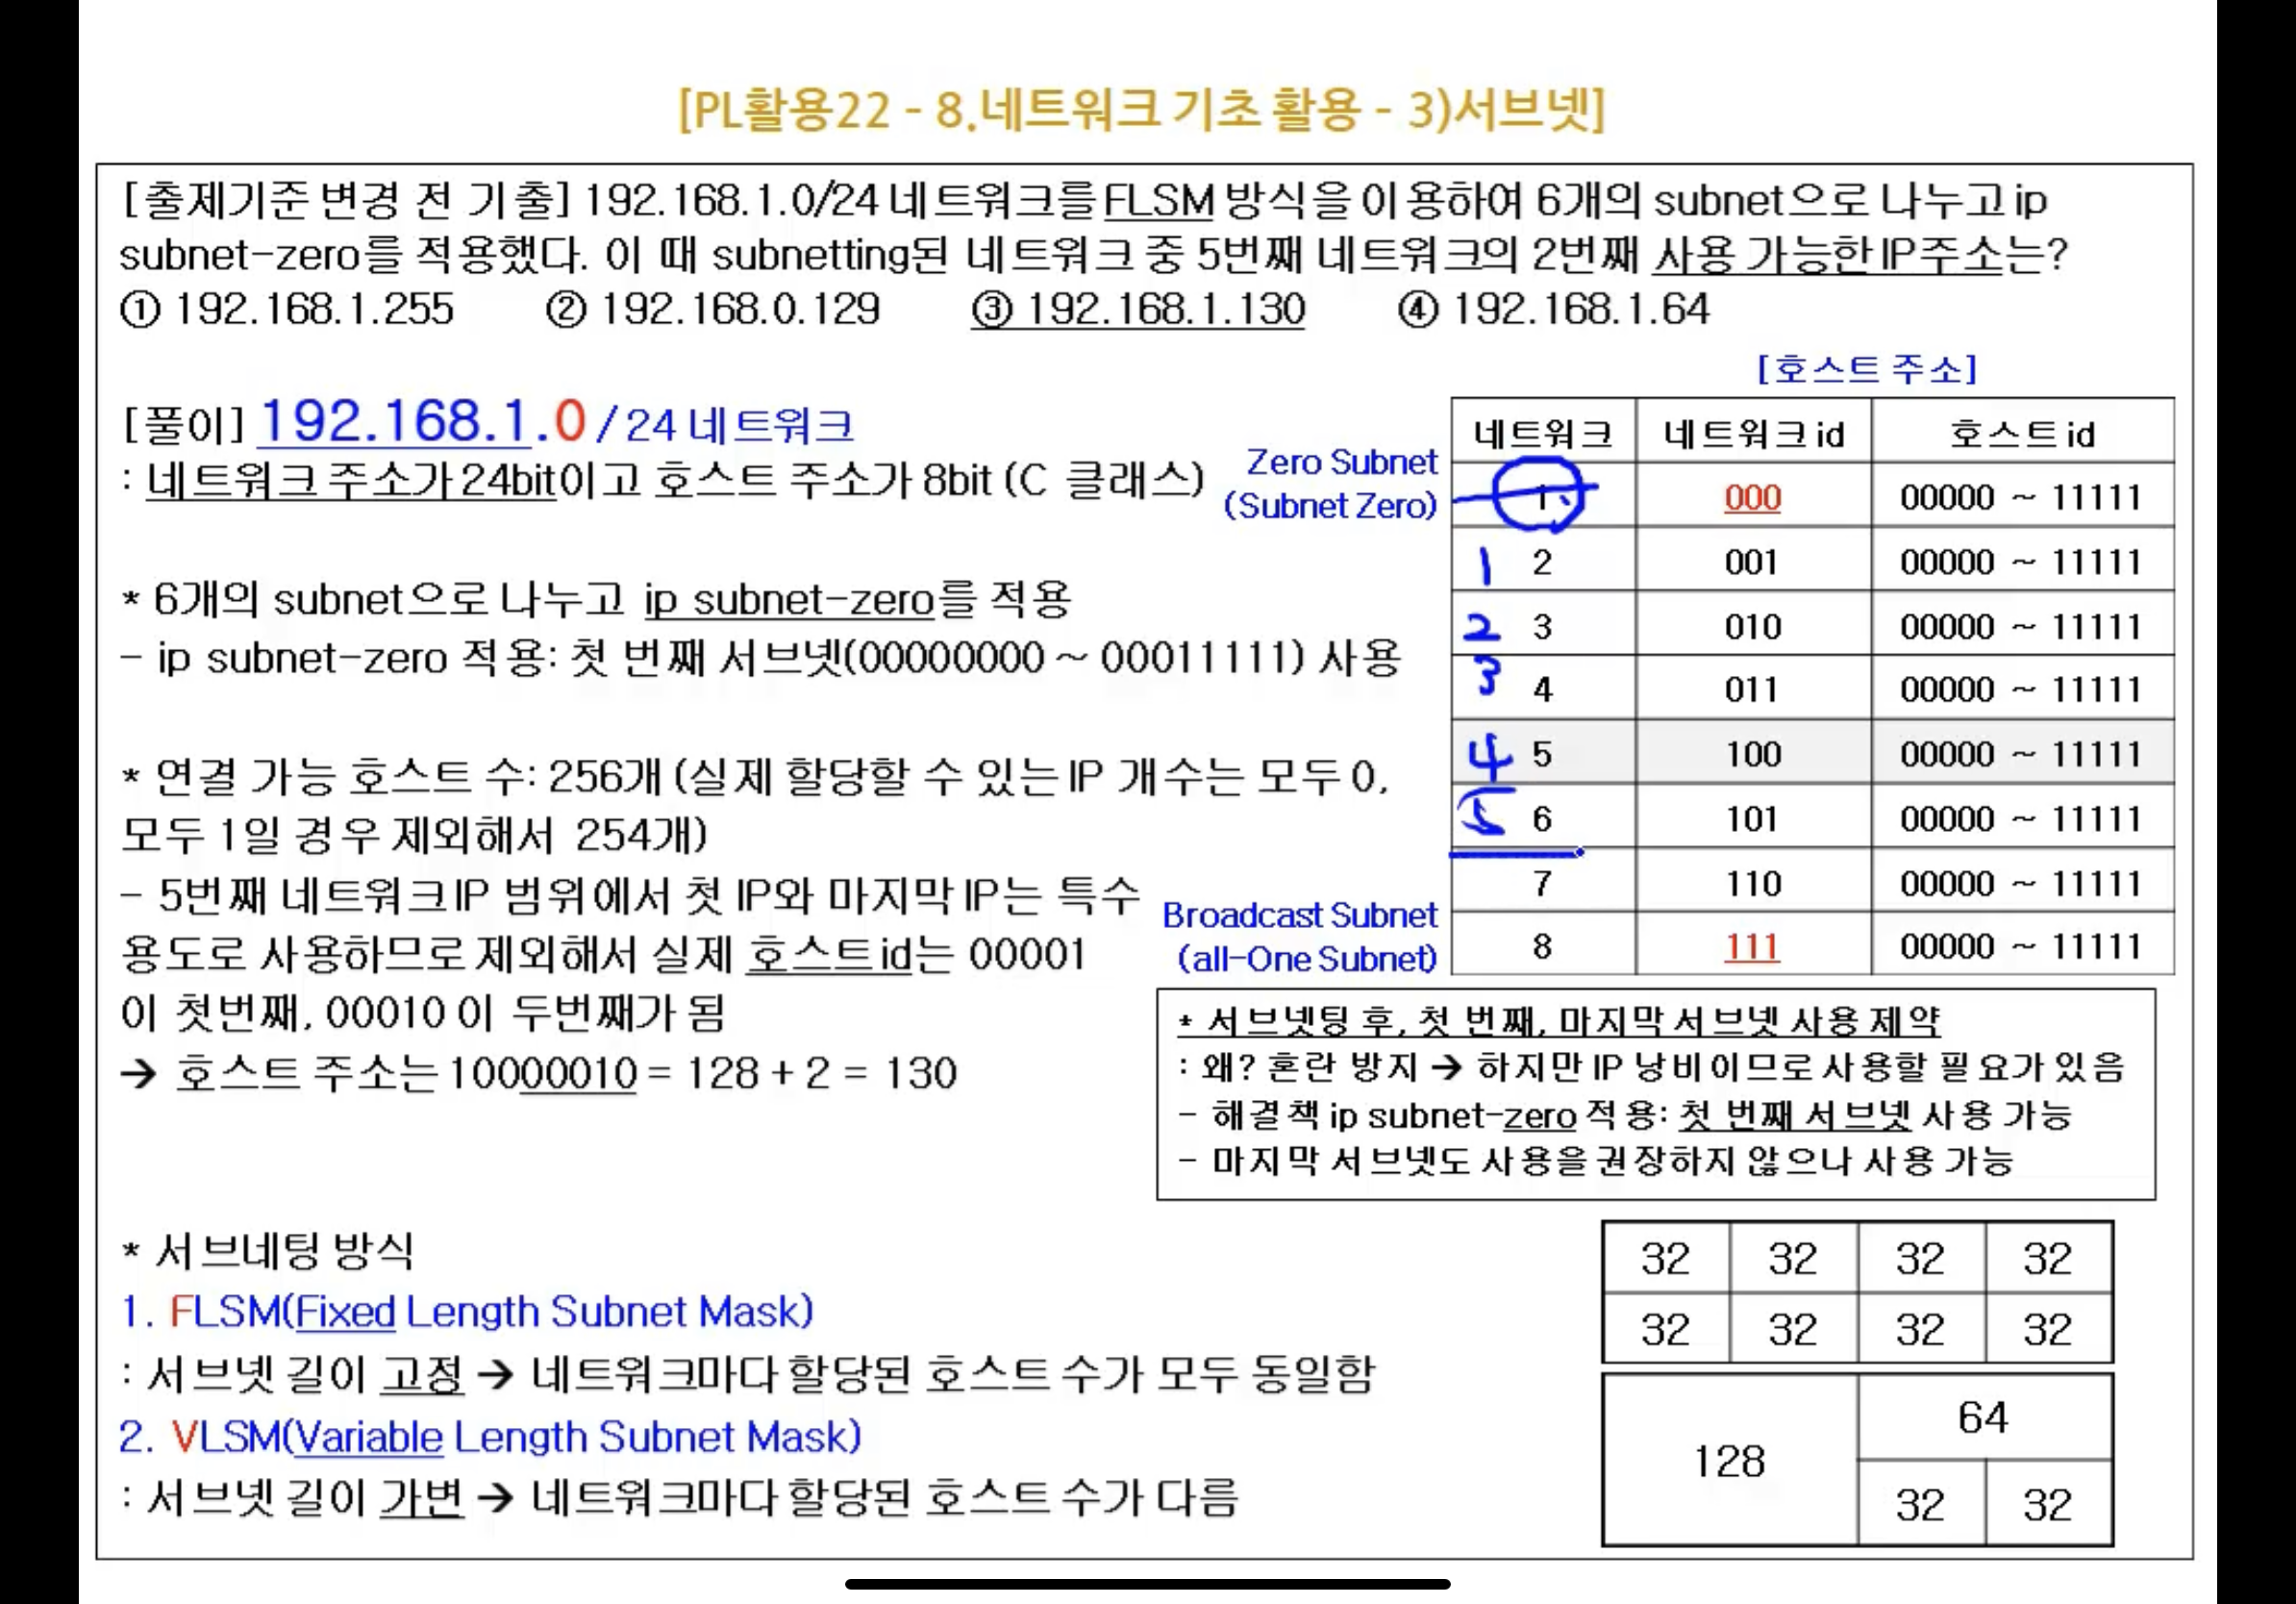 [PL활용22 - 8.네트워크 기초 활용 - 3)서브넷]
[출제기준 변경 전 기출] 192.168.1.0/24 네트워크를 FLSM 방식을 이용하여 6개의 subnet으로 나누고 ip
subnet-zero를 적용했다. 이 때 subnetting된 네트워크 중 5번째 네트워크의 2번째 사용 가능한 IP주소는?
① 192.168.1.255 ② 192.168.0.129 ③ 192.168.1.130 ④ 192.168.1.64
[풀이] 192.168.1.0 / 24 네트워크
: 네트워크 주소가 24bit이고 호스트 주소가 8bit (C 클래스)
* 6개의 subnet으로 나누고 ip subnet-zero를 적용
- ip subnet-zero 적용: 첫 번째 서브넷(00000000 ~ 00011111) 사용
* 연결 가능 호스트 수: 256개 (실제 할당할 수 있는 IP 개수는 모두 0,
모두 1일 경우 제외해서 254개)
- 5번째 네트워크 IP 범위에서 첫 IP와 마지막 IP는 특수
용도로 사용하므로 제외해서 실제 호스트id는 00001
이 첫번째, 00010 이 두번째가 됨
→ 호스트 주소는 10000010 = 128 + 2 = 130
[호스트 주소]
네트워크 네트워크 id 호스트 id
Zero Subnet
(Subnet Zero)
1 000 00000 ~ 11111
1 2 001 00000 ~ 11111
2 3 010 00000 ~ 11111
3 4 011 00000 ~ 11111
4 5 100 00000 ~ 11111
5 6 101 00000 ~ 11111
7 110 00000 ~ 11111
Broadcast Subnet
(all-One Subnet)
8 111 00000 ~ 11111
* 서브넷팅 후, 첫 번째, 마지막 서브넷 사용 제약
: 왜? 혼란 방지 → 하지만 IP 낭비이므로 사용할 필요가 있음
- 해결책 ip subnet-zero 적용: 첫 번째 서브넷 사용 가능
- 마지막 서브넷도 사용을 권장하지 않으나 사용 가능
* 서브네팅 방식
1. FLSM(Fixed Length Subnet Mask)
: 서브넷 길이 고정 → 네트워크마다 할당된 호스트 수가 모두 동일함
2. VLSM(Variable Length Subnet Mask)
: 서브넷 길이 가변 → 네트워크마다 할당된 호스트 수가 다름
32 32 32 32
32 32 32 32
128 64
32 32